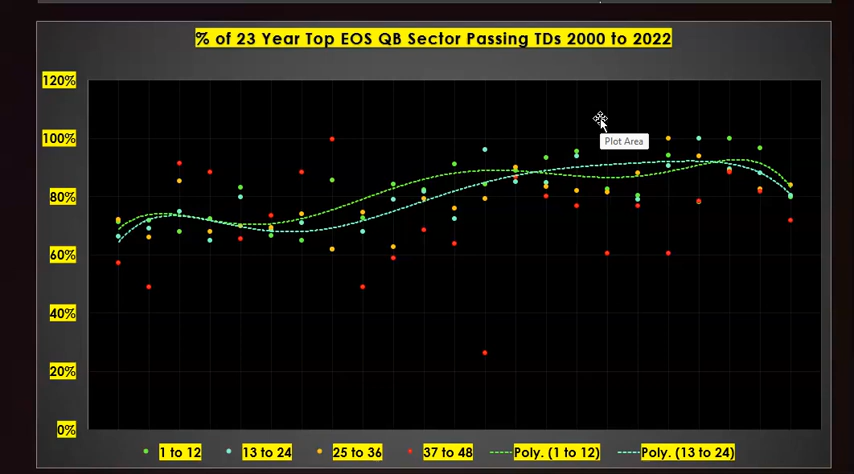 % of 23 Year Top EOS QB Sector Passing TDs 2000 to 2022
120%
100%
Plot Area
80%
60%
40%
20%
0%
1 to 12 13 to 24 25 to 36 37 to 48 Poly. (1 to 12) Poly. (13 to 24)